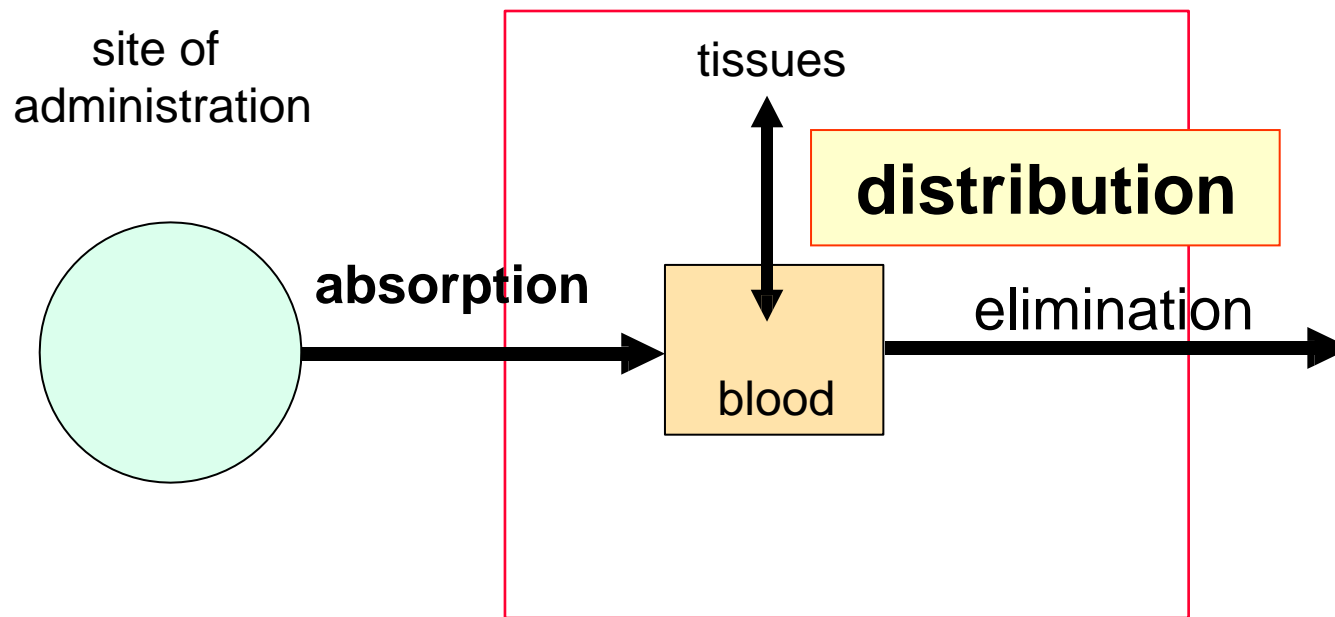 site of
administration
tissues
distribution
absorption
elimination
blood